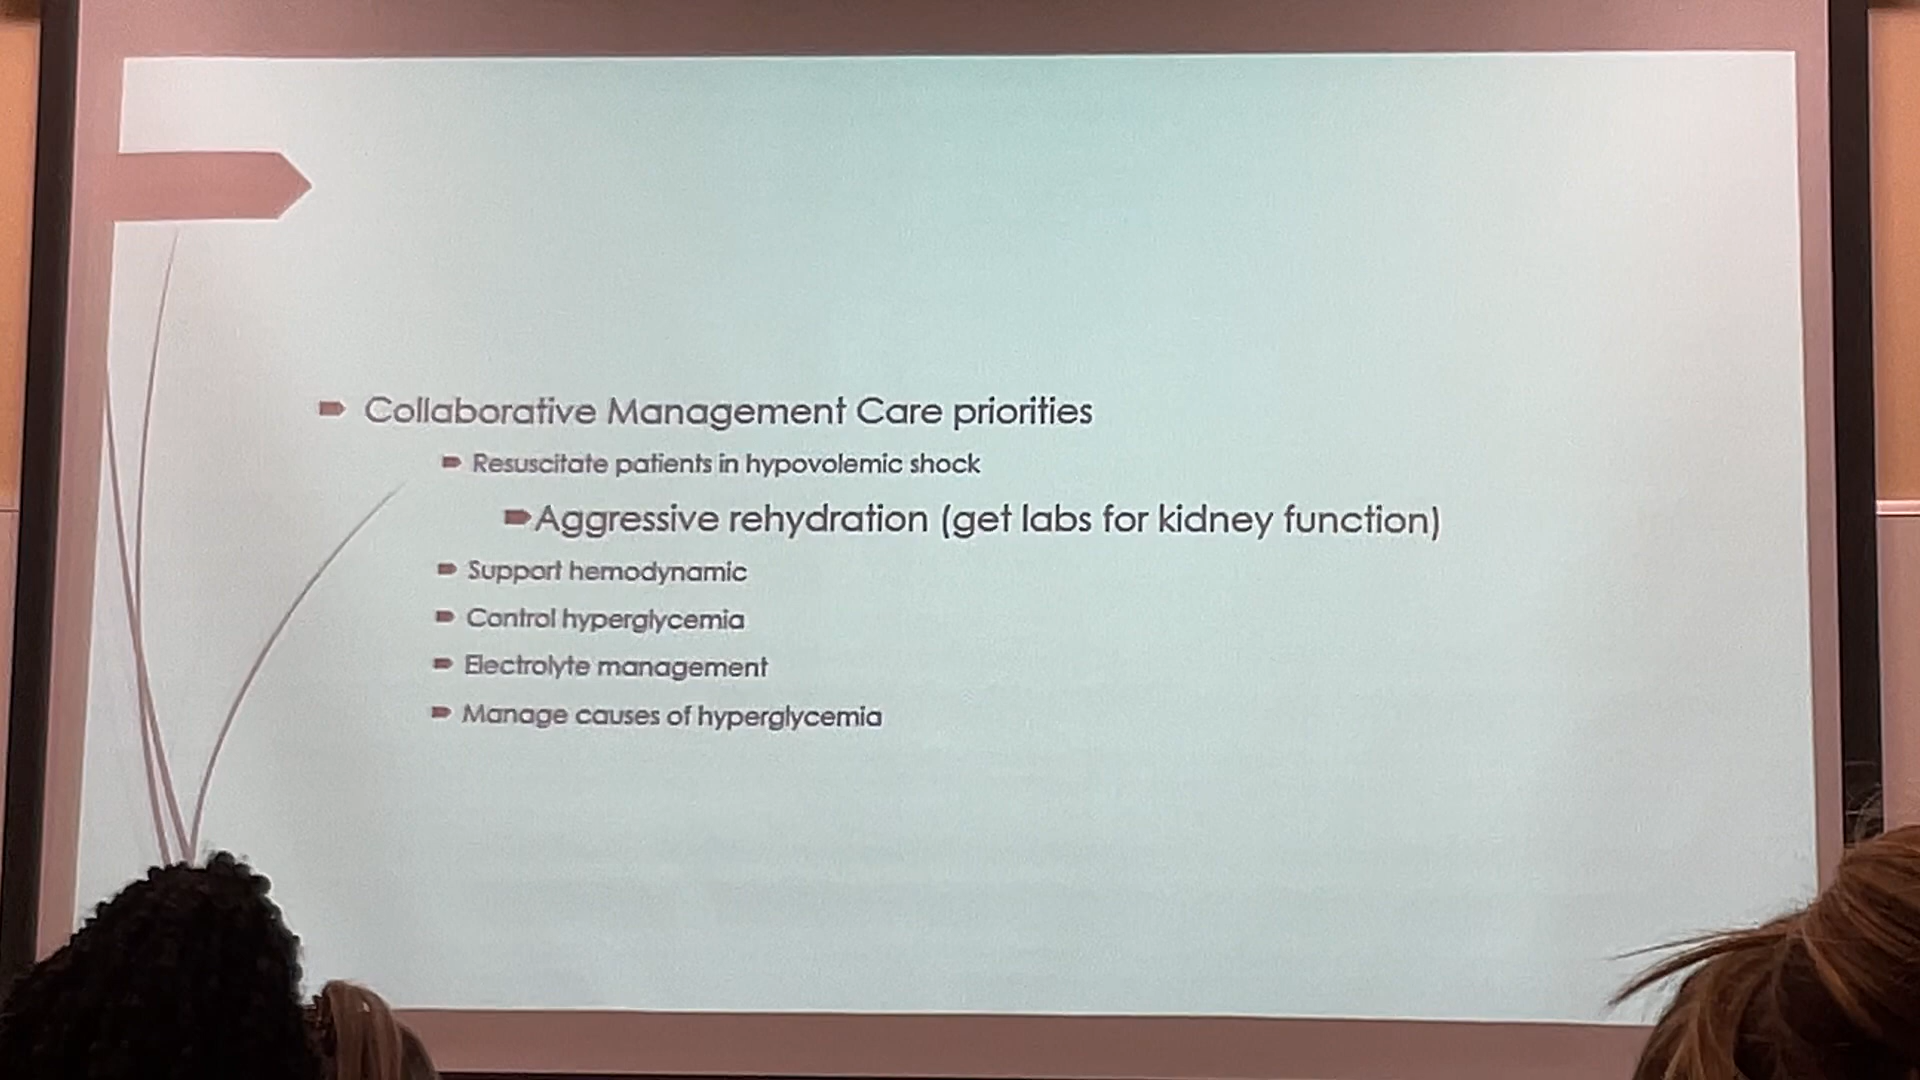 Collaborative Management Care priorities
Resuscitate patients in hypovolemic shock
Aggressive rehydration (get labs for kidney function)
Support hemodynamic
Control hyperglycemia
Electrolyte management
Manage causes of hyperglycemia